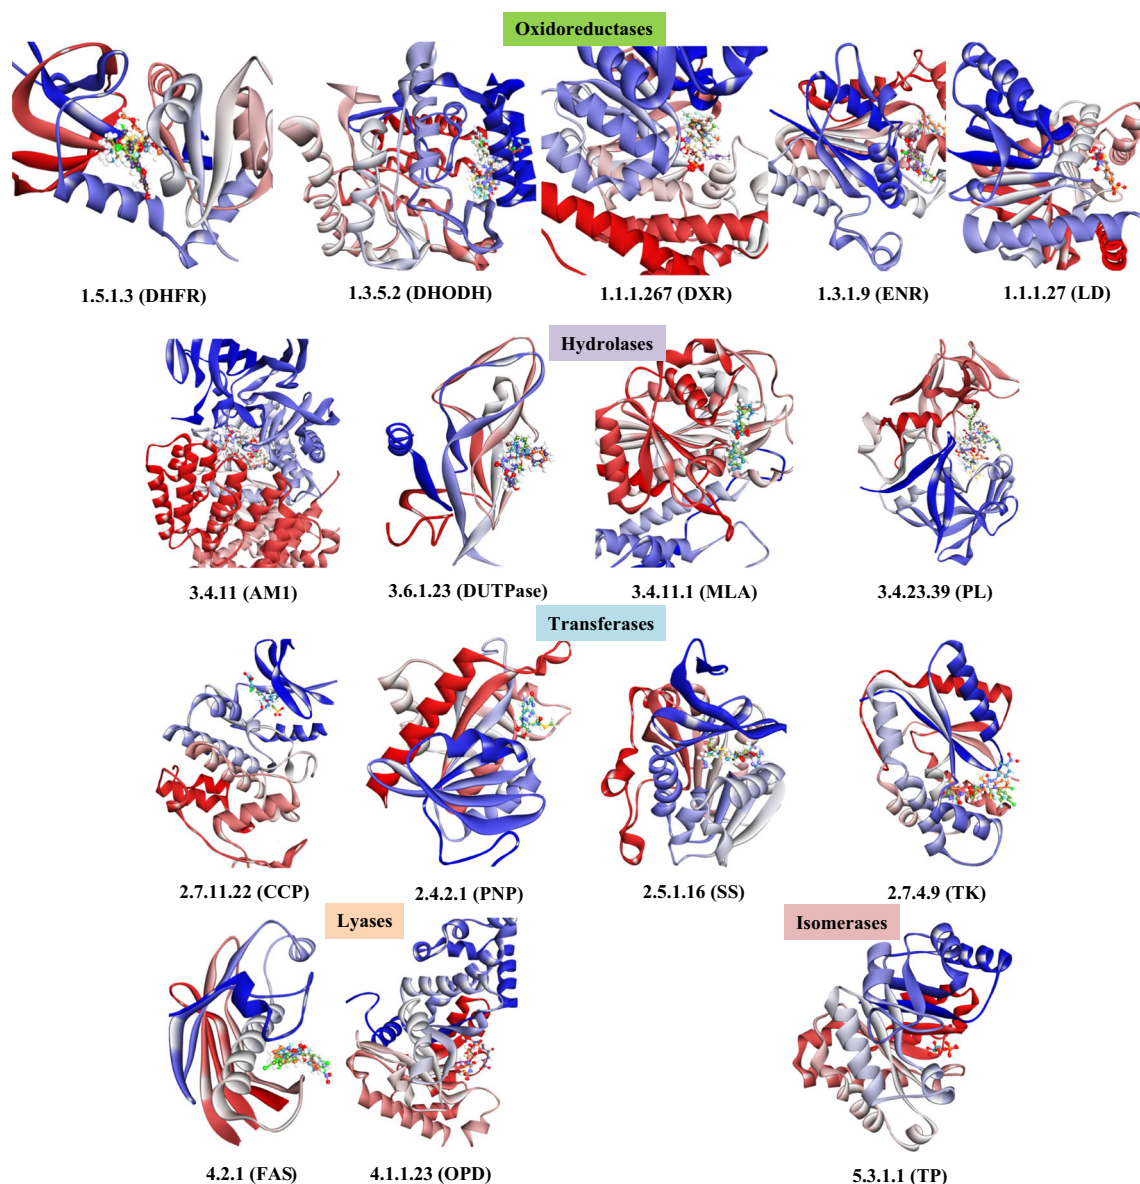 Oxidoreductases
1.5.1.3 (DHFR)
1.3.5.2 (DHODH)
1.1.1.267 (DXR)
1.3.1.9 (ENR)
1.1.1.27 (LD)
Hydrolases
3.4.11 (AM1)
3.6.1.23 (DUTPase)
3.4.11.1 (MLA)
3.4.23.39 (PL)
Transferases
2.7.11.22 (CCP)
2.4.2.1 (PNP)
2.5.1.16 (SS)
2.7.4.9 (TK)
Lyases
Isomerases
4.2.1 (FAS)
4.1.1.23 (OPD)
5.3.1.1 (TP)